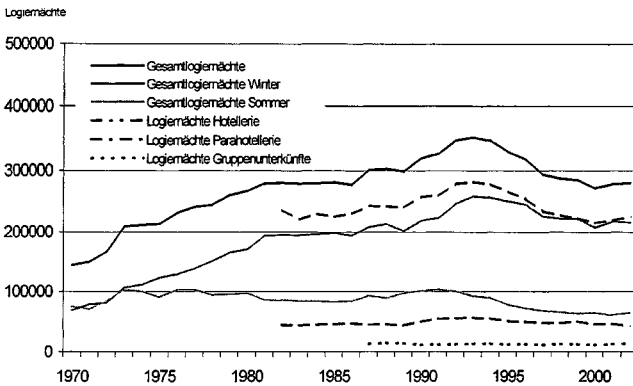 Logiernächte
500000
Gesamtlogiernächte
Gesamtlogiernächte Winter
400000
Gesamtlogiernächte Sommer
Logiernächte Hotellerie
Logiernächte Parahotellerie
300000
Logiernächte Gruppenunterkünfte
200000
100000
0
1970 1975 1980 1985 1990 1995 2000